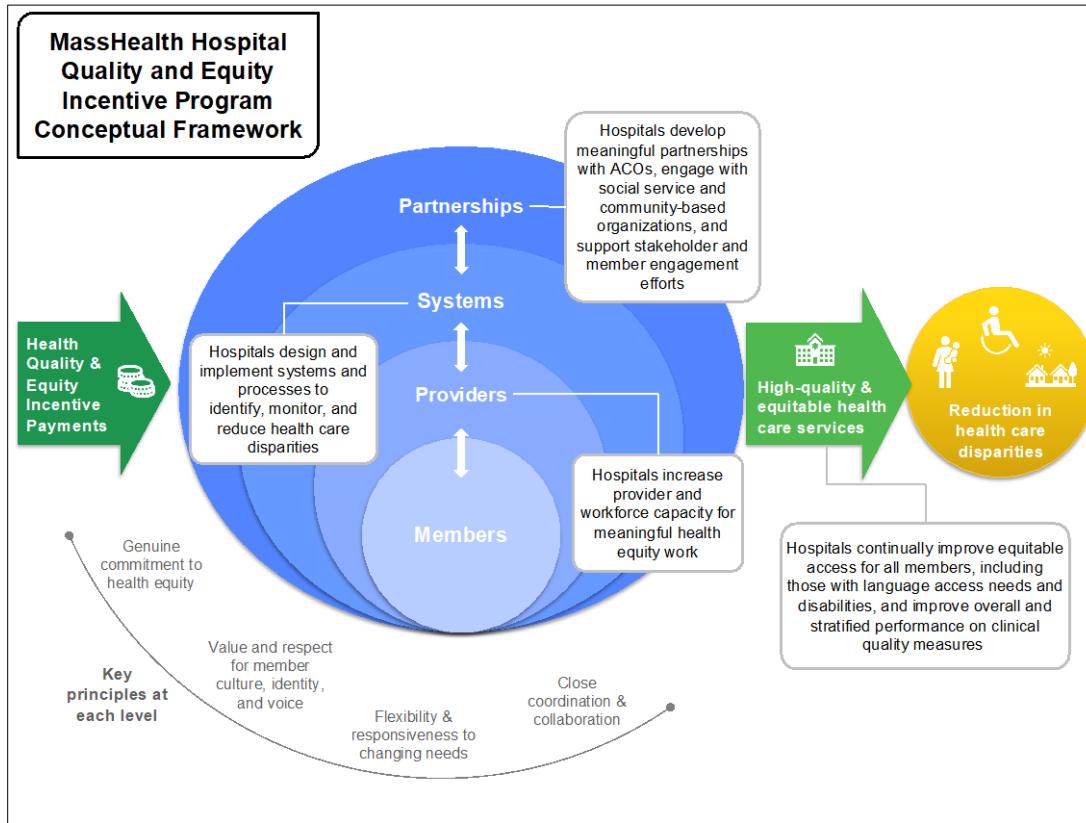 MassHealth Hospital
Quality and Equity
Incentive Program
Conceptual Framework
Hospitals develop
meaningful partnerships
with ACOs, engage with
social service and
community-based
organizations, and
support stakeholder and
member engagement
efforts
Partnerships
Systems
Health
Quality &
Equity
Incentive
Payments
Hospitals design and
implement systems and
processes to
identify, monitor, and
reduce health care
disparities
Providers
High-quality &
equitable health
care services
Reduction in
health care
disparities
Hospitals increase
provider and
workforce capacity for
meaningful health
equity work
Members
Hospitals continually improve equitable
access for all members, including
those with language access needs and
disabilities, and improve overall and
stratified performance on clinical
quality measures
Genuine
commitment to
health equity
Key
principles at
each level
Value and respect
for member
culture, identity,
and voice
Flexibility &
responsiveness to
changing needs
Close
coordination &
collaboration